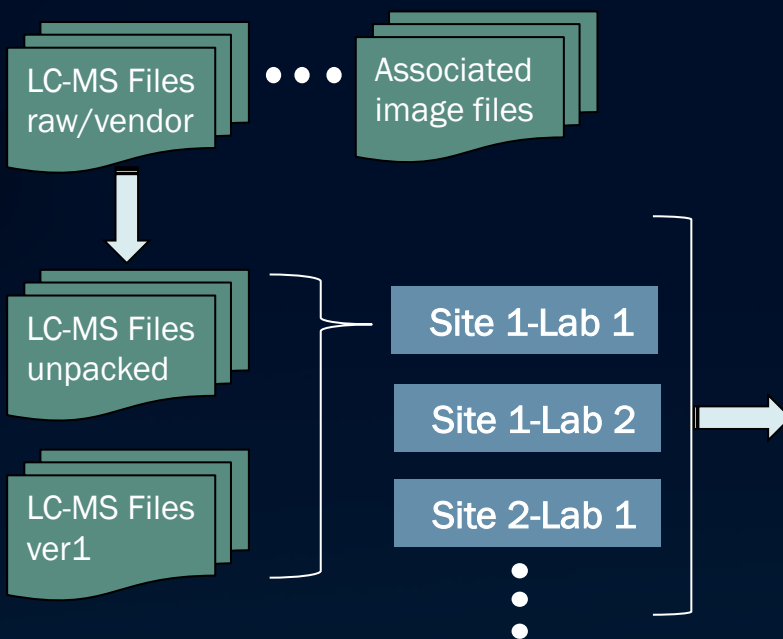 LC-MS Files
raw/vendor
Associated
image files
LC-MS Files
unpacked
Site 1-Lab 1
Site 1-Lab 2
LC-MS Files
ver1
Site 2-Lab 1